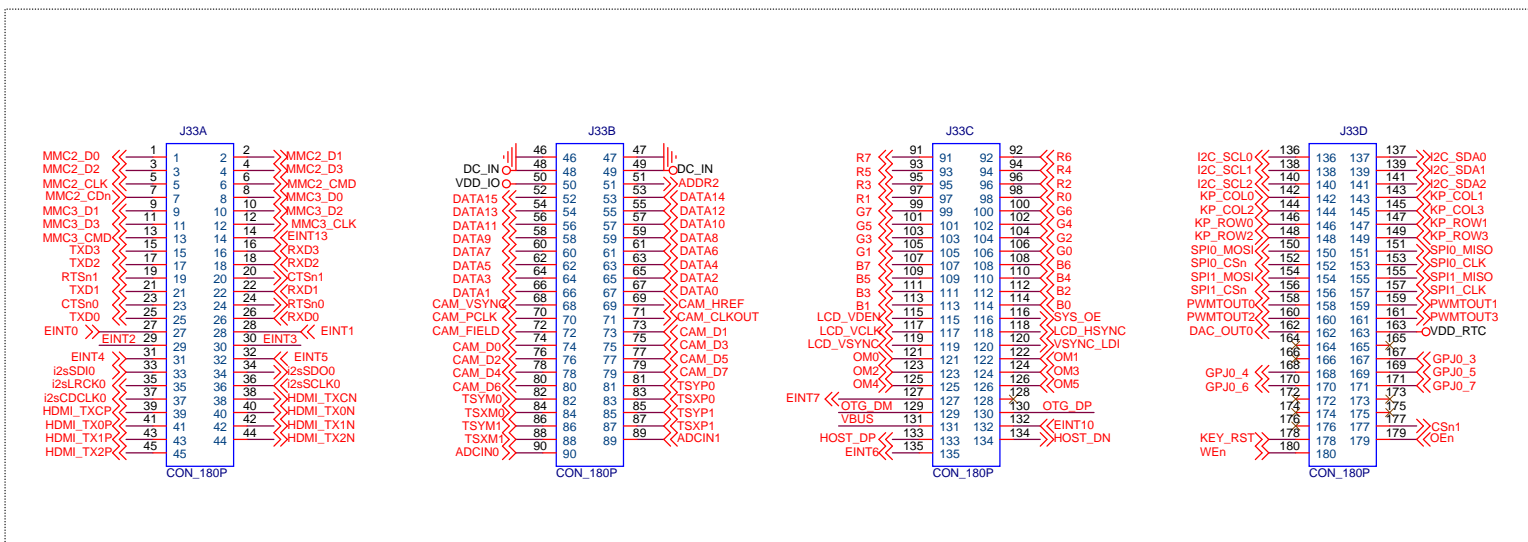 J33A
MMC2_D0 1 1 2 2 MMC2_D1
MMC2_D2 3 3 4 4 MMC2_D3
MMC2_CLK 5 5 6 6 MMC2_CMD
MMC2_CDn 7 7 8 8 MMC3_D0
MMC3_D1 9 9 10 10 MMC3_D2
MMC3_D3 11 11 12 12 MMC3_CLK
MMC3_CMD 13 13 14 14 EINT13
TXD3 15 15 16 16 RXD3
TXD2 17 17 18 18 RXD2
RTSn1 19 19 20 20 CTSn1
TXD1 21 21 22 22 RXD1
CTSn0 23 23 24 24 RTSn0
TXD0 25 25 26 26 RXD0
EINT0 27 27 28 28 EINT1
EINT2 29 29 30 30 EINT3
EINT4 31 31 32 32 EINT5
i2sSDI0 33 33 34 34 i2sSDO0
i2sLRCK0 35 35 36 36 i2sSCLK0
i2sCDCLK0 37 37 38 38 HDMI_TXCN
HDMI_TXCP 39 39 40 40 HDMI_TX0N
HDMI_TX0P 41 41 42 42 HDMI_TX1N
HDMI_TX1P 43 43 44 44 HDMI_TX2N
HDMI_TX2P 45 45
CON_180P
J33B
46 46 47 47
DC_IN 48 48 49 49 DC_IN
VDD_IO 50 50 51 51 ADDR2
DATA15 52 52 53 53 DATA14
DATA13 54 54 55 55 DATA12
DATA11 56 56 57 57 DATA10
DATA9 58 58 59 59 DATA8
DATA7 60 60 61 61 DATA6
DATA5 62 62 63 63 DATA4
DATA3 64 64 65 65 DATA2
DATA1 66 66 67 67 DATA0
CAM_VSYNC 68 68 69 69 CAM_HREF
CAM_PCLK 70 70 71 71 CAM_CLKOUT
CAM_FIELD 72 72 73 73 CAM_D1
CAM_D0 74 74 75 75 CAM_D3
CAM_D2 76 76 77 77 CAM_D5
CAM_D4 78 78 79 79 CAM_D7
CAM_D6 80 80 81 81 TSYP0
TSYM0 82 82 83 83 TSXP0
TSXM0 84 84 85 85 TSYP1
TSYM1 86 86 87 87 TSXP1
TSXM1 88 88 89 89 ADCIN1
ADCIN0 90 90
CON_180P
J33C
R7 91 91 92 92 R6
R5 93 93 94 94 R4
R3 95 95 96 96 R2
R1 97 97 98 98 R0
G7 99 99 100 100 G6
G5 101 101 102 102 G4
G3 103 103 104 104 G2
G1 105 105 106 106 G0
B7 107 107 108 108 B6
B5 109 109 110 110 B4
B3 111 111 112 112 B2
B1 113 113 114 114 B0
LCD_VDEN 115 115 116 116 SYS_OE
LCD_VCLK 117 117 118 118 LCD_HSYNC
LCD_VSYNC 119 119 120 120 VSYNC_LDI
OM0 121 121 122 122 OM1
OM2 123 123 124 124 OM3
OM4 125 125 126 126 OM5
EINT7 127 127 128 128
OTG_DM 129 129 130 130 OTG_DP
VBUS 131 131 132 132 EINT10
HOST_DP 133 133 134 134 HOST_DN
EINT6 135 135
CON_180P
J33D
I2C_SCL0 136 136 137 137 I2C_SDA0
I2C_SCL1 138 138 139 139 I2C_SDA1
I2C_SCL2 140 140 141 141 I2C_SDA2
KP_COL0 142 142 143 143 KP_COL1
KP_COL2 144 144 145 145 KP_COL3
KP_ROW0 146 146 147 147 KP_ROW1
KP_ROW2 148 148 149 149 KP_ROW3
SPI0_MOSI 150 150 151 151 SPI0_MISO
SPI0_CSn 152 152 153 153 SPI0_CLK
SPI1_MOSI 154 154 155 155 SPI1_MISO
SPI1_CSn 156 156 157 157 SPI1_CLK
PWMTOUT0 158 158 159 159 PWMTOUT1
PWMTOUT2 160 160 161 161 PWMTOUT3
DAC_OUT0 162 162 163 163 VDD_RTC
164 164 165 165
166 166 167 167 GPJ0_3
GPJ0_4 168 168 169 169 GPJ0_5
GPJ0_6 170 170 171 171 GPJ0_7
172 172 173 173
174 174 175 175
176 176 177 177 CSn1
KEY_RST 178 178 179 179 OEn
WEn 180 180
CON_180P